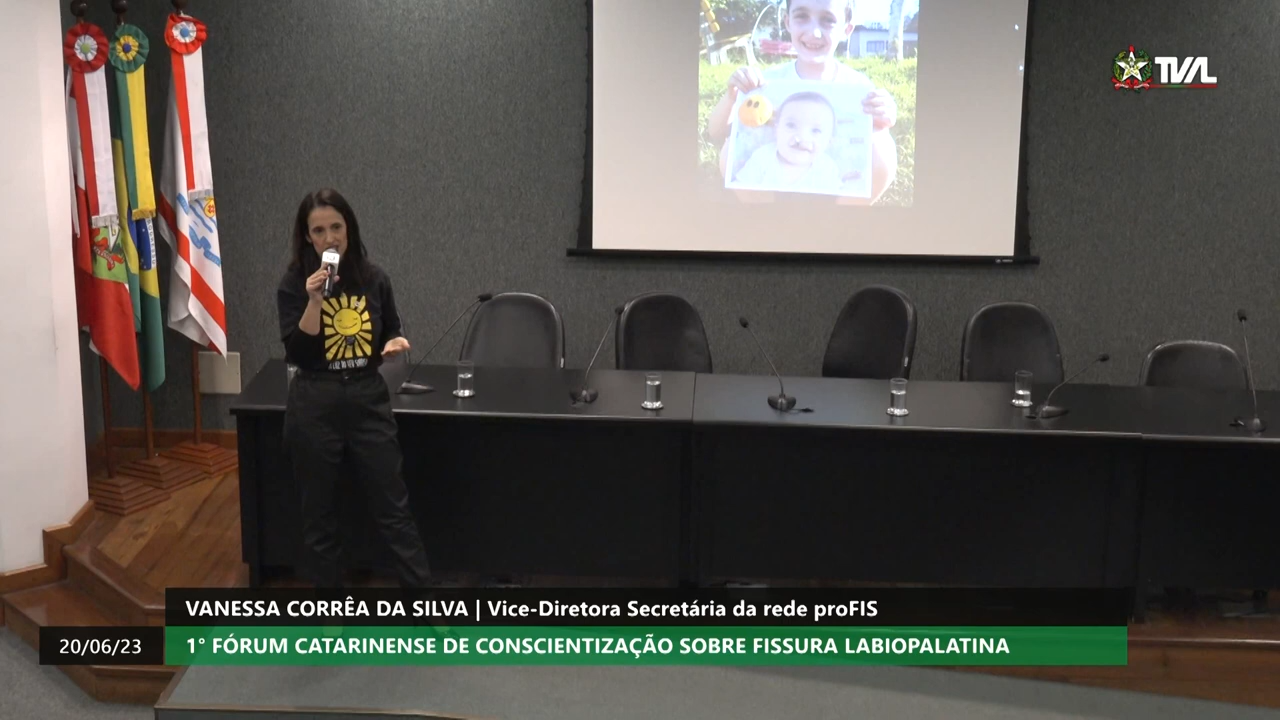 TVAL
VANESSA CORRÊA DA SILVA | Vice-Diretora Secretária da rede proFIS
20/06/23
1° FÓRUM CATARINENSE DE CONSCIENTIZAÇÃO SOBRE FISSURA LABIOPALATINA